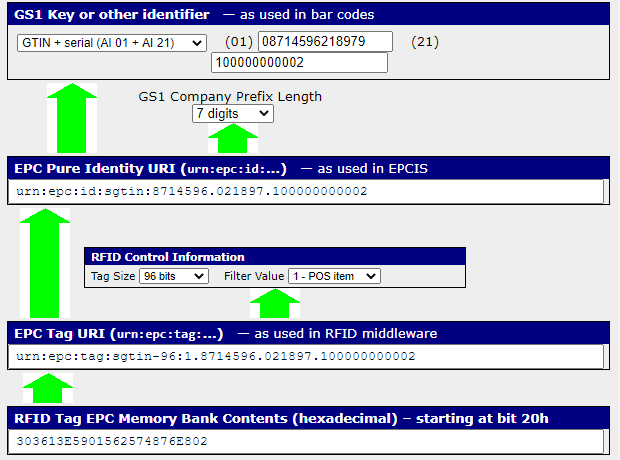 GS1 Key or other identifier — as used in bar codes
GTIN + serial (AI 01 + AI 21) (01) 08714596218979 (21)
100000000002
GS1 Company Prefix Length
7 digits
EPC Pure Identity URI (urn:epc:id:...) — as used in EPCIS
urn:epc:id:sgtin:8714596.021897.100000000002
RFID Control Information
Tag Size 96 bits Filter Value 1 - POS item
EPC Tag URI (urn:epc:tag:...) — as used in RFID middleware
urn:epc:tag:sgtin-96:1.8714596.021897.100000000002
RFID Tag EPC Memory Bank Contents (hexadecimal) – starting at bit 20h
303613E5901562574876E802